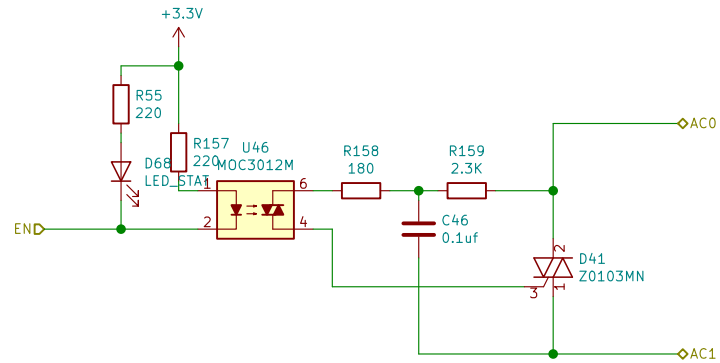 +3.3V
R55
220
R157
220
U46
MOC3012M
R158
180
R159
2.3K
AC0
D68
LED_STAT
1
6
2
4
EN
C46
0.1uf
2
D41
Z0103MN
3
1
AC1